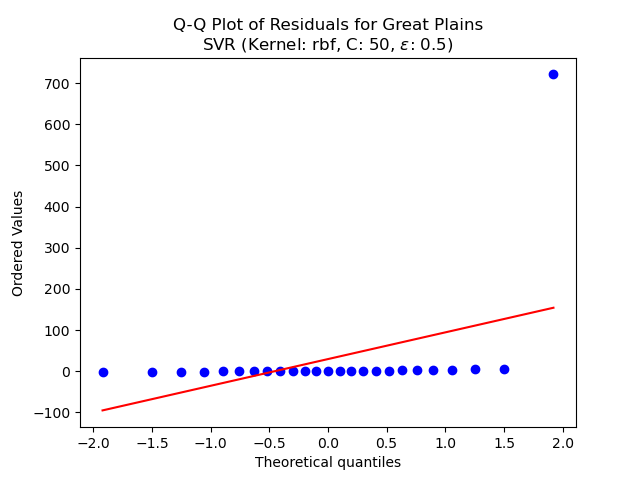 Q-Q Plot of Residuals for Great Plains
SVR (Kernel: rbf, C: 50, ε: 0.5)
700
600
500
400
300
200
100
0
−100
Ordered Values
−2.0 −1.5 −1.0 −0.5 0.0 0.5 1.0 1.5 2.0
Theoretical quantiles